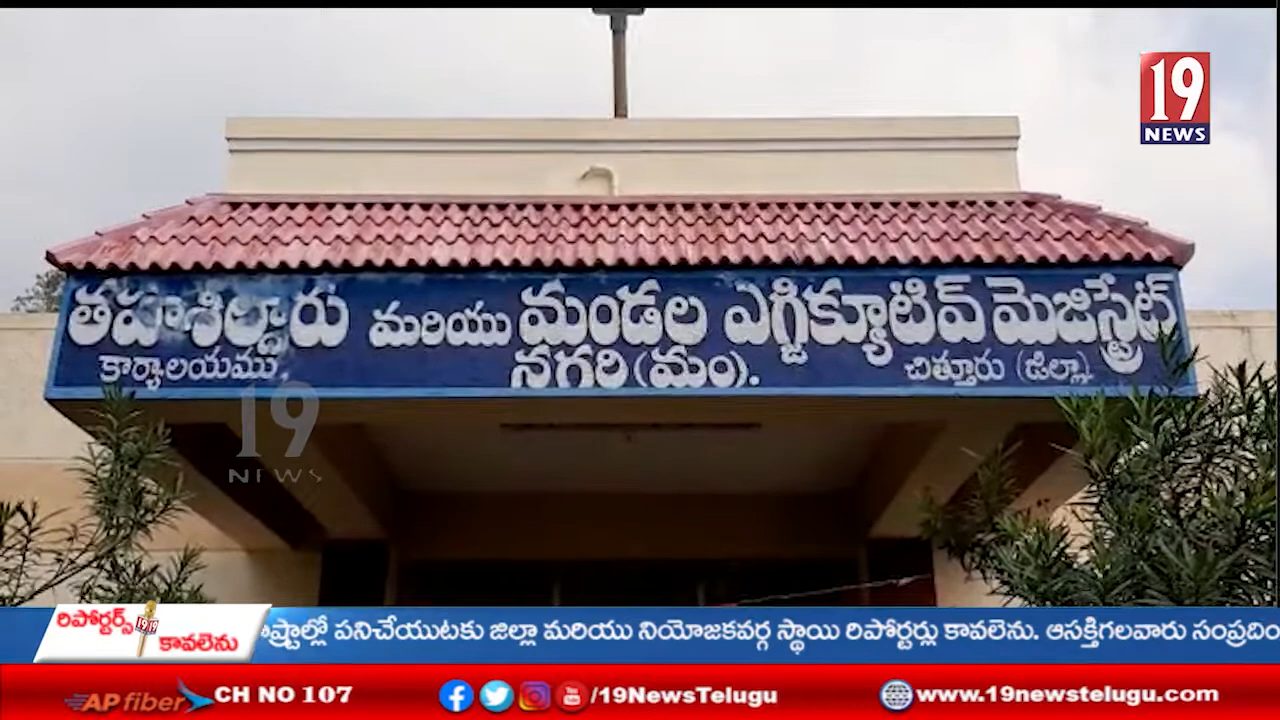 19
NEWS
తహశిల్దారు మరియు మండల ఎగ్జిక్యూటివ్ మెజిస్ట్రేట్
కార్యాలయము, నగరి (మం). చిత్తూరు (జిల్లా).
19
NEWS
రిపోర్టర్స్ కావలెను
పనిచేయుటకు జిల్లా మరియు నియోజకవర్గ స్థాయి రిపోర్టర్లు కావలెను. ఆసక్తిగలవారు
AP fiber CH NO 107 /19NewsTelugu www.19newstelugu.com